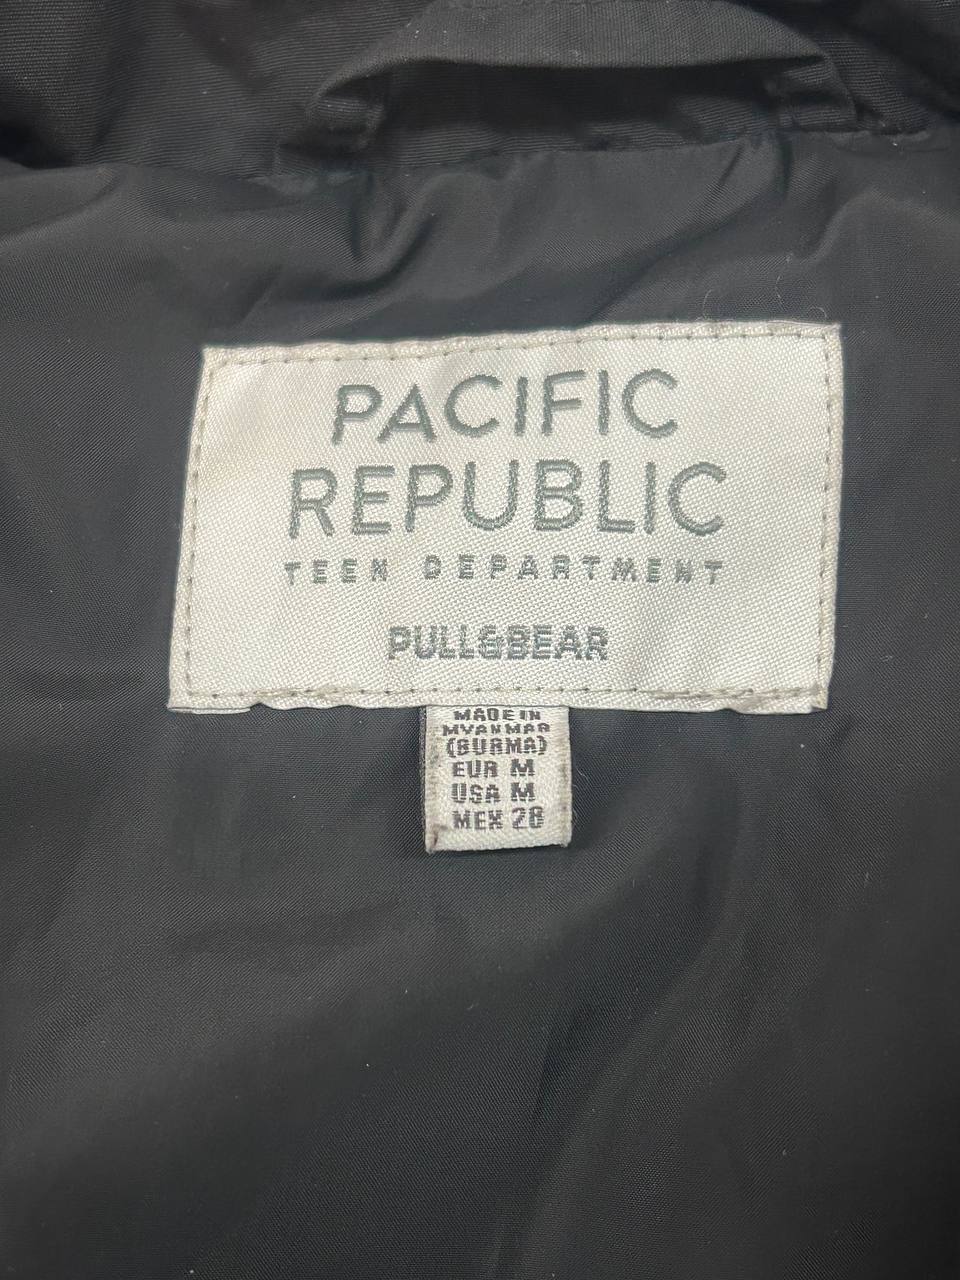 PACIFIC
REPUBLIC
TEEN DEPARTMENT
PULL&BEAR
MADE IN
MYANMAR
(BURMA)
EUR M
USA M
MEX 28